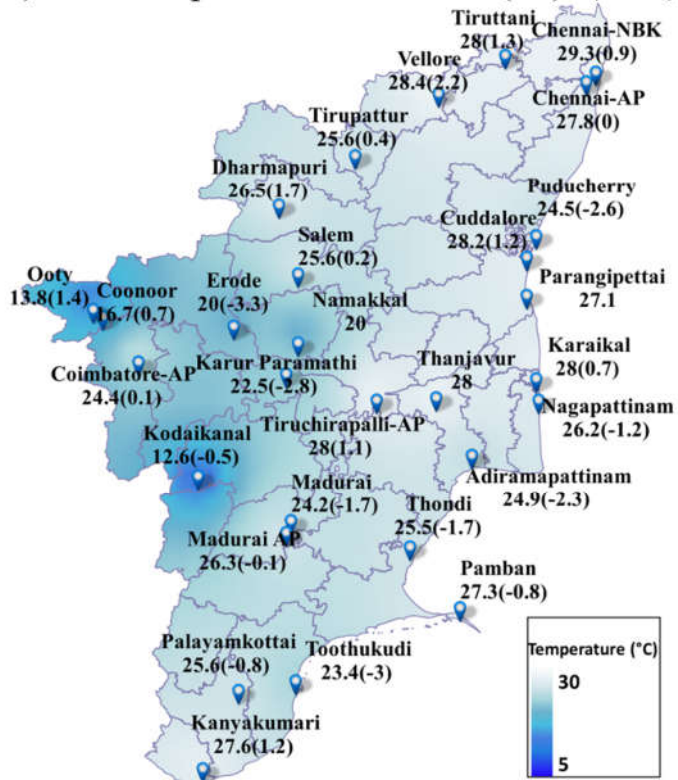 Tiruttani
28(1.3)
Chennai-NBK
29.3(0.9)
Vellore
28.4(2.2)
Chennai-AP
27.8(0)
Tirupattur
25.6(0.4)
Dharmapuri
26.5(1.7)
Puducherry
24.5(-2.6)
Cuddalore
28.2(1.2)
Salem
25.6(0.2)
Ooty
13.8(1.4)
Coonoor
16.7(0.7)
Erode
20(-3.3)
Namakkal
20
Parangipettai
27.1
Karur Paramathi
22.5(-2.8)
Thanjavur
28
Karaikal
28(0.7)
Coimbatore-AP
24.4(0.1)
Tiruchirapalli-AP
28(1.1)
Nagapattinam
26.2(-1.2)
Kodaikanal
12.6(-0.5)
Madurai
24.2(-1.7)
Adiramapattinam
24.9(-2.3)
Thondi
25.5(-1.7)
Madurai AP
26.3(-0.1)
Pamban
27.3(-0.8)
Palayamkottai
25.6(-0.8)
Toothukudi
23.4(-3)
Kanyakumari
27.6(1.2)
Temperature (°C)
30
5